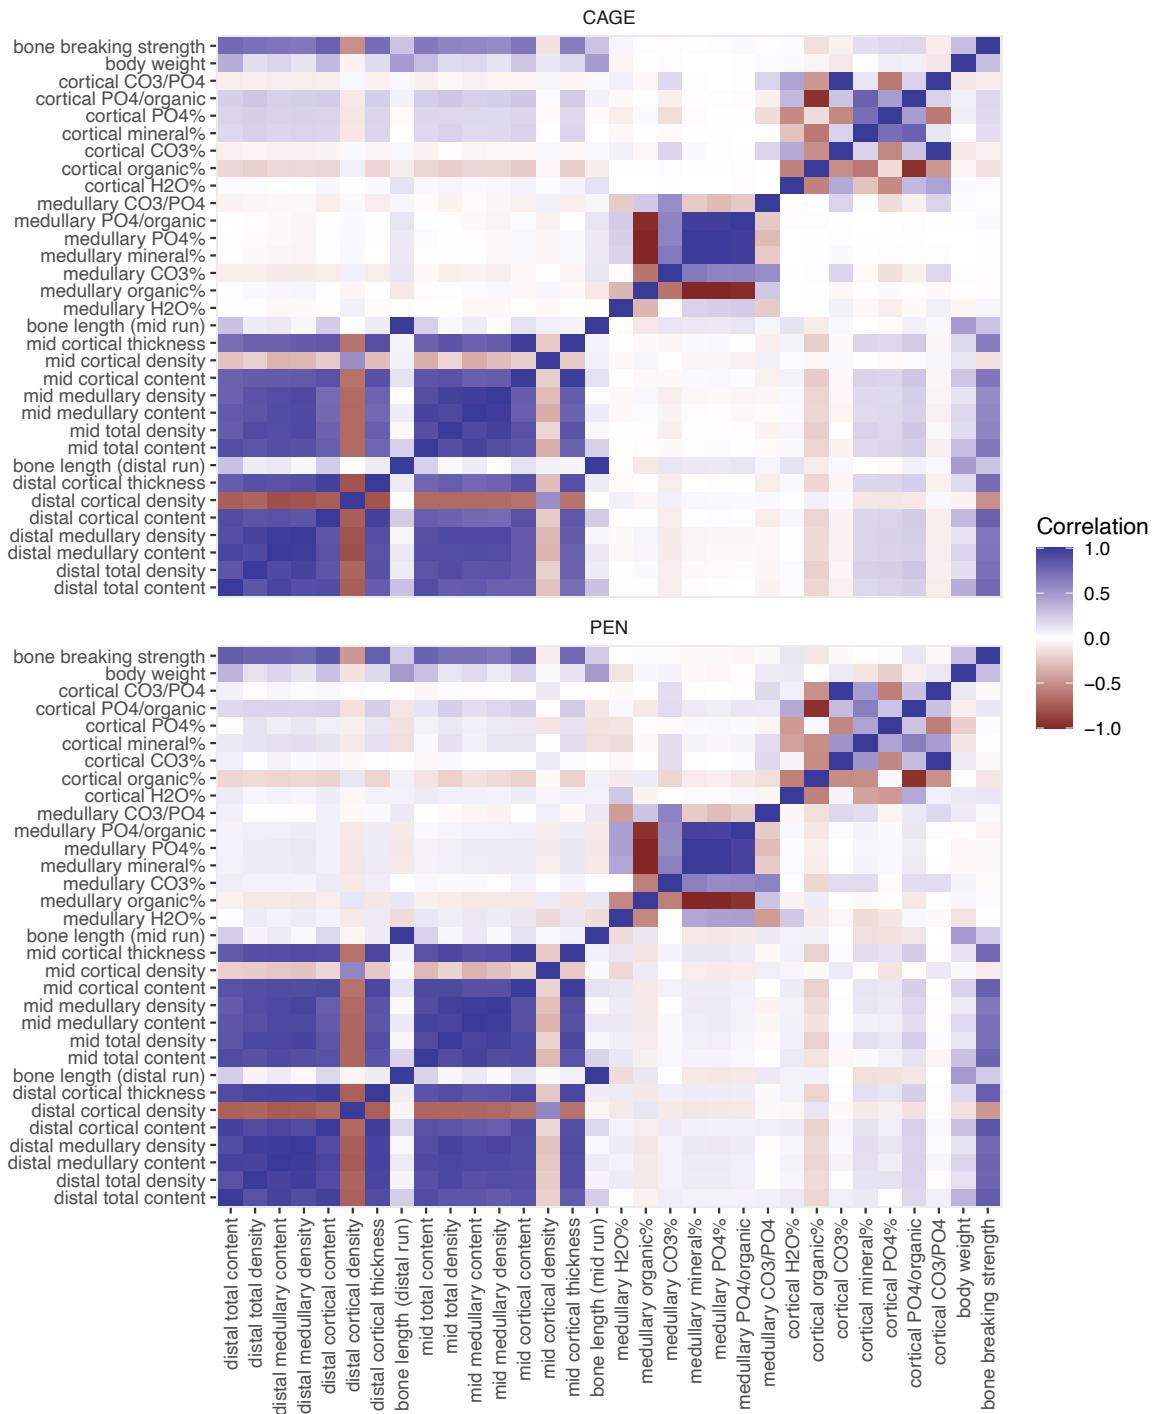 CAGE
bone breaking strength
body weight
cortical CO3/PO4
cortical PO4/organic
cortical PO4%
cortical mineral%
cortical CO3%
cortical organic%
cortical H2O%
medullary CO3/PO4
medullary PO4/organic
medullary PO4%
medullary mineral%
medullary CO3%
medullary organic%
medullary H2O%
bone length (mid run)
mid cortical thickness
mid cortical density
mid cortical content
mid medullary density
mid medullary content
mid total density
mid total content
bone length (distal run)
distal cortical thickness
distal cortical density
distal cortical content
distal medullary density
distal medullary content
distal total density
distal total content
Correlation
1.0
0.5
0.0
−0.5
−1.0
PEN
bone breaking strength
body weight
cortical CO3/PO4
cortical PO4/organic
cortical PO4%
cortical mineral%
cortical CO3%
cortical organic%
cortical H2O%
medullary CO3/PO4
medullary PO4/organic
medullary PO4%
medullary mineral%
medullary CO3%
medullary organic%
medullary H2O%
bone length (mid run)
mid cortical thickness
mid cortical density
mid cortical content
mid medullary density
mid medullary content
mid total density
mid total content
bone length (distal run)
distal cortical thickness
distal cortical density
distal cortical content
distal medullary density
distal medullary content
distal total density
distal total content
distal total content
distal total density
distal medullary content
distal medullary density
distal cortical content
distal cortical density
distal cortical thickness
bone length (distal run)
mid total content
mid total density
mid medullary content
mid medullary density
mid cortical content
mid cortical density
mid cortical thickness
bone length (mid run)
medullary H2O%
medullary organic%
medullary CO3%
medullary mineral%
medullary PO4%
medullary PO4/organic
medullary CO3/PO4
cortical H2O%
cortical organic%
cortical CO3%
cortical mineral%
cortical PO4%
cortical PO4/organic
cortical CO3/PO4
body weight
bone breaking strength